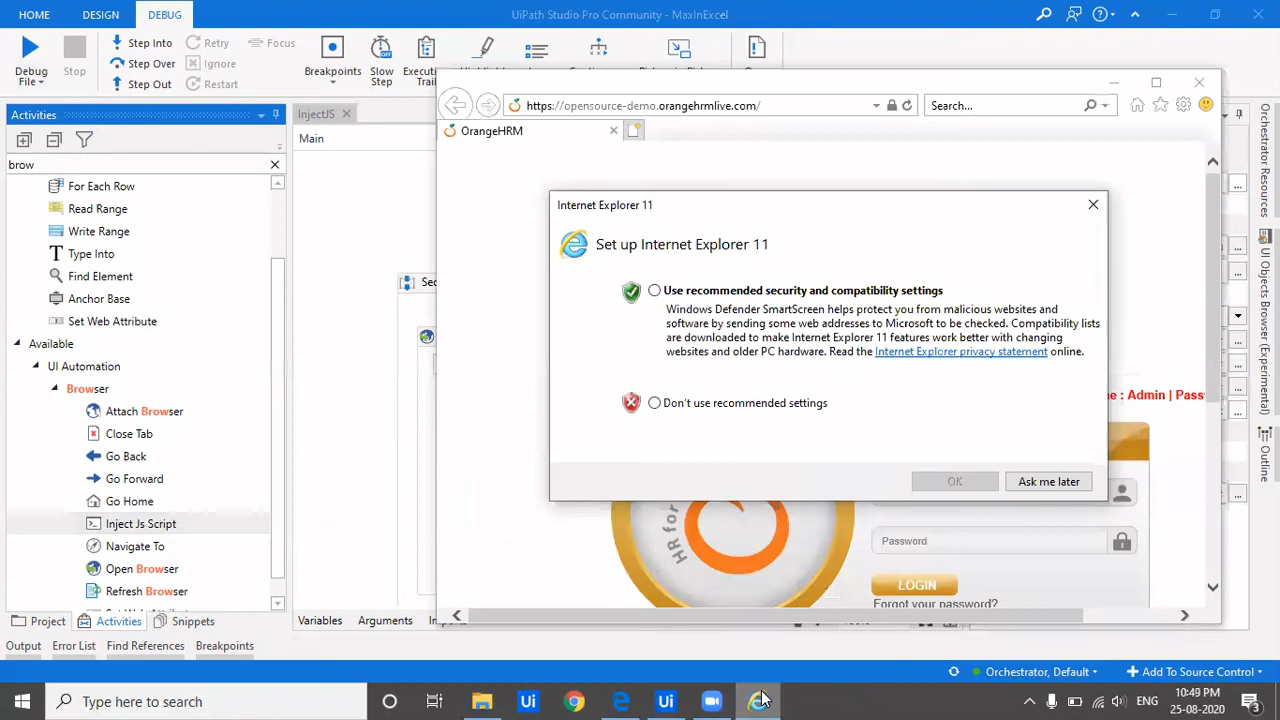 HOME
DESIGN
DEBUG
UiPath Studio Pro Community - MaxInExcel
Debug
File
Stop
Step Into
Step Over
Step Out
Retry
Ignore
Restart
Focus
Breakpoints
Slow
Step
Trail
Activities
brow
For Each Row
Read Range
Write Range
Type Into
Find Element
Anchor Base
Set Web Attribute
Available
UI Automation
Browser
Attach Browser
Close Tab
Go Back
Go Forward
Go Home
Inject Js Script
Navigate To
Open Browser
Refresh Browser
Project
Activities
Snippets
Output
Error List
Find References
Breakpoints
InjectJS
Main
Variables
Arguments
https://opensource-demo.orangehrmlive.com/
Search...
OrangeHRM
Internet Explorer 11
Set up Internet Explorer 11
Use recommended security and compatibility settings
Windows Defender SmartScreen helps protect you from malicious websites and
software by sending some web addresses to Microsoft to be checked. Compatibility lists
are downloaded to make Internet Explorer 11 features work better with changing
websites and older PC hardware. Read the Internet Explorer privacy statement online.
Don't use recommended settings
OK
Ask me later
: Admin |
HR for
Password
LOGIN
Forgot your password?
Orchestrator Resources
UI Objects Browser (Experimental)
Outline
Orchestrator, Default
Add To Source Control
Type here to search
ENG
10:49 PM
25-08-2020
3